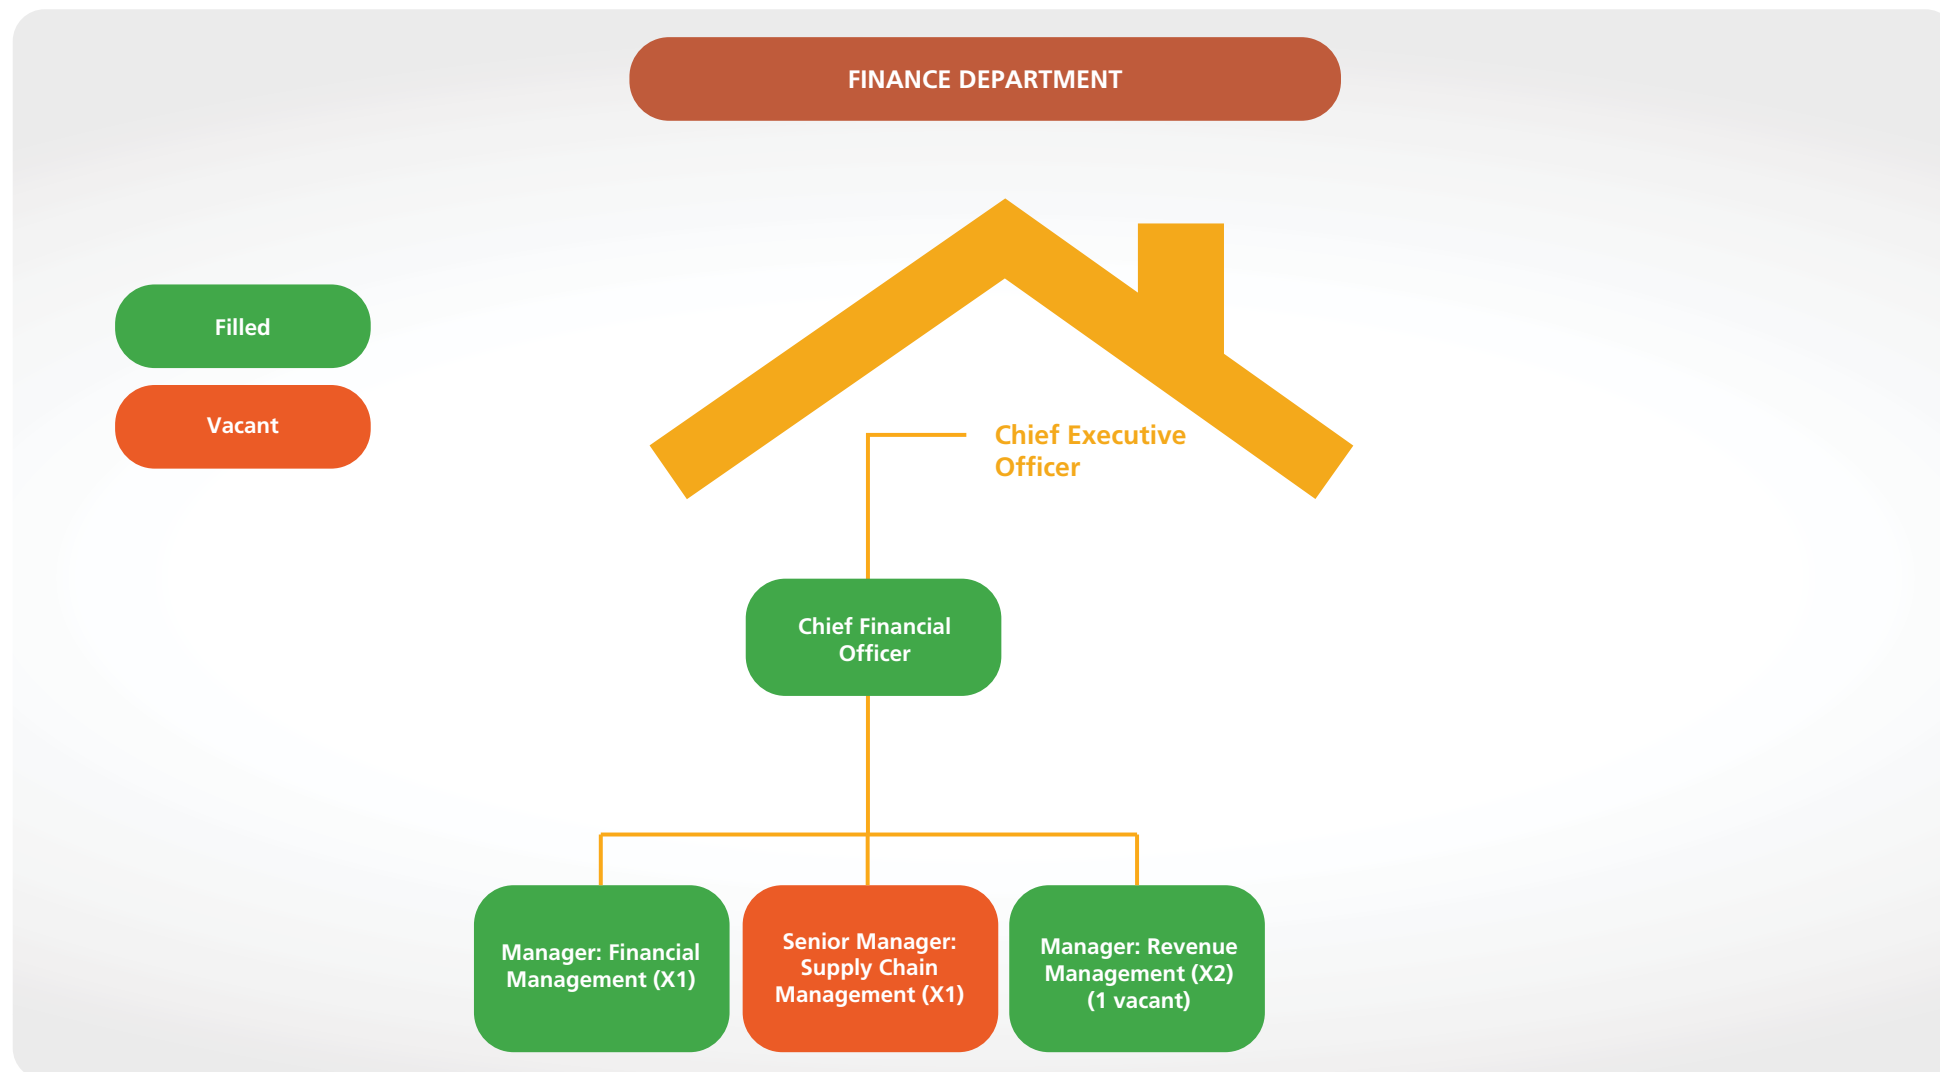 FINANCE DEPARTMENT
Filled
Vacant
Chief Executive
Officer
Chief Financial
Officer
Manager: Financial
Management (X1)
Senior Manager:
Supply Chain
Management (X1)
Manager: Revenue
Management (X2)
(1 vacant)